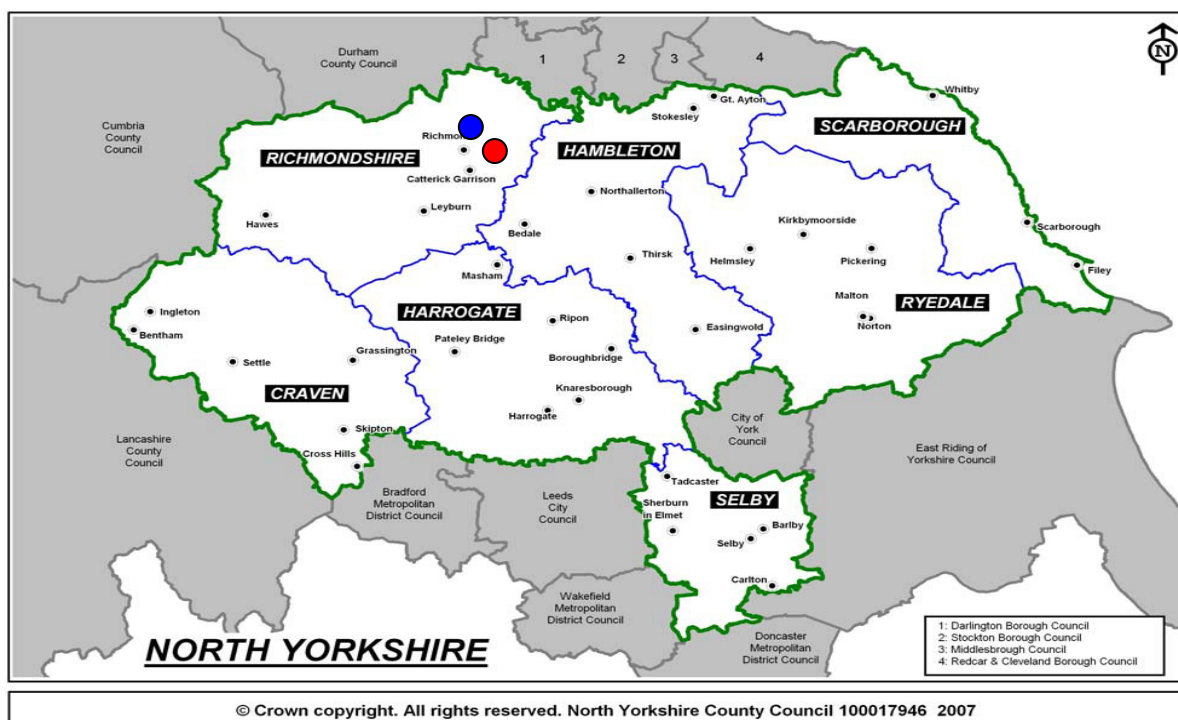 Durham
County Council
1
2
3
4
N
Cumbria
County
Council
Gt. Ayton
Stokesley
Whitby
SCARBOROUGH
RICHMONDSHIRE
HAMBLETON
Catterick Garrison
Northallerton
Leyburn
Hawes
Bedale
Kirkbymoorside
Scarborough
Thirsk
Helmsley
Pickering
Filey
Masham
Malton
RYEDALE
Norton
Ingleton
Bentham
HARROGATE
Ripon
Easingwold
Pateley Bridge
Grassington
Boroughbridge
Settle
CRAVEN
Knaresborough
Harrogate
Skipton
City of
York
Council
Lancashire
County
Council
East Riding of
Yorkshire Council
Cross Hills
Bradford
Metropolitan
District Council
Leeds
City
Council
Tadcaster
SELBY
Sherburn
in Elmet
Barlby
Selby
Carlton
Wakefield
Metropolitan
District Council
Doncaster
Metropolitan
District Council
NORTH YORKSHIRE
1: Darlington Borough Council
2: Stockton Borough Council
3: Middlesbrough Council
4: Redcar & Cleveland Borough Council
© Crown copyright. All rights reserved. North Yorkshire County Council 100017946 2007